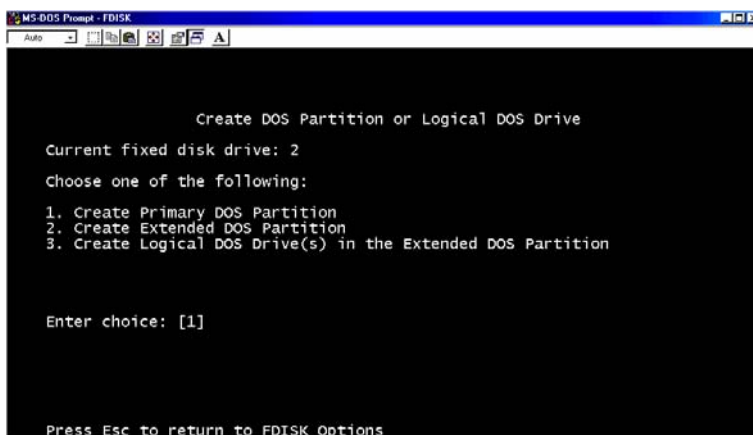 MS-DOS Prompt - FDISK
Auto
A
Create DOS Partition or Logical DOS Drive
Current fixed disk drive: 2
Choose one of the following:
1. Create Primary DOS Partition
2. Create Extended DOS Partition
3. Create Logical DOS Drive(s) in the Extended DOS Partition
Enter choice: [1]
Press Esc to return to FDISK Options